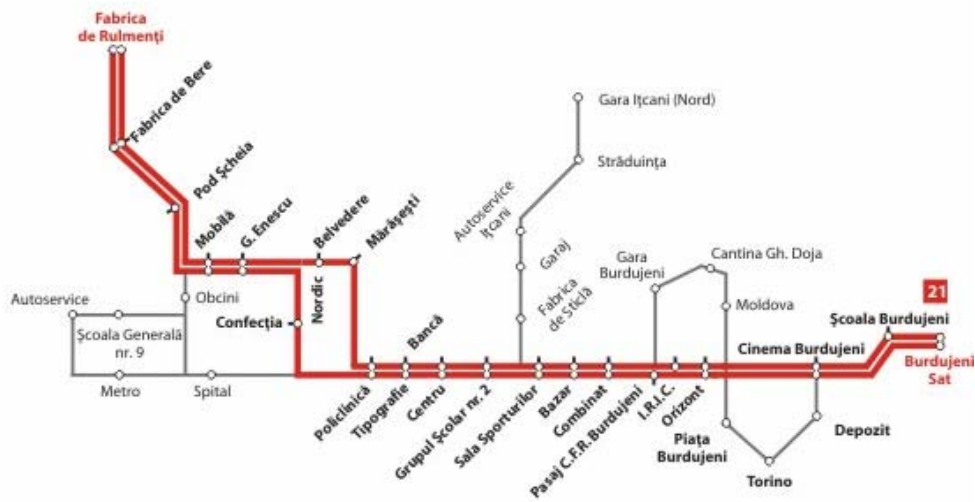 Fabrica
de Rulmenți
Fabrica de Bere
Pod Șcheia
Mobilă
G. Enescu
Belvedere
Mărășești
Nordic
Confecția
Obcini
Autoservice
Școala Generală
nr. 9
Metro
Spital
Gara Ițcani (Nord)
Străduința
Autoservice
Ițcani
Garaj
Fabrica
de Sticlă
Gara
Burdujeni
Cantina Gh. Doja
Moldova
21
Școala Burdujeni
Cinema Burdujeni
Burdujeni
Sat
Bancă
Policlinica
Tipografie
Centru
Grupul Școlar nr. 2
Sala Sporturilor
Bazar
Combinat
Pasaj C.F.R. Burdujeni
I.R.I.C.
Orizont
Piața
Burdujeni
Depozit
Torino